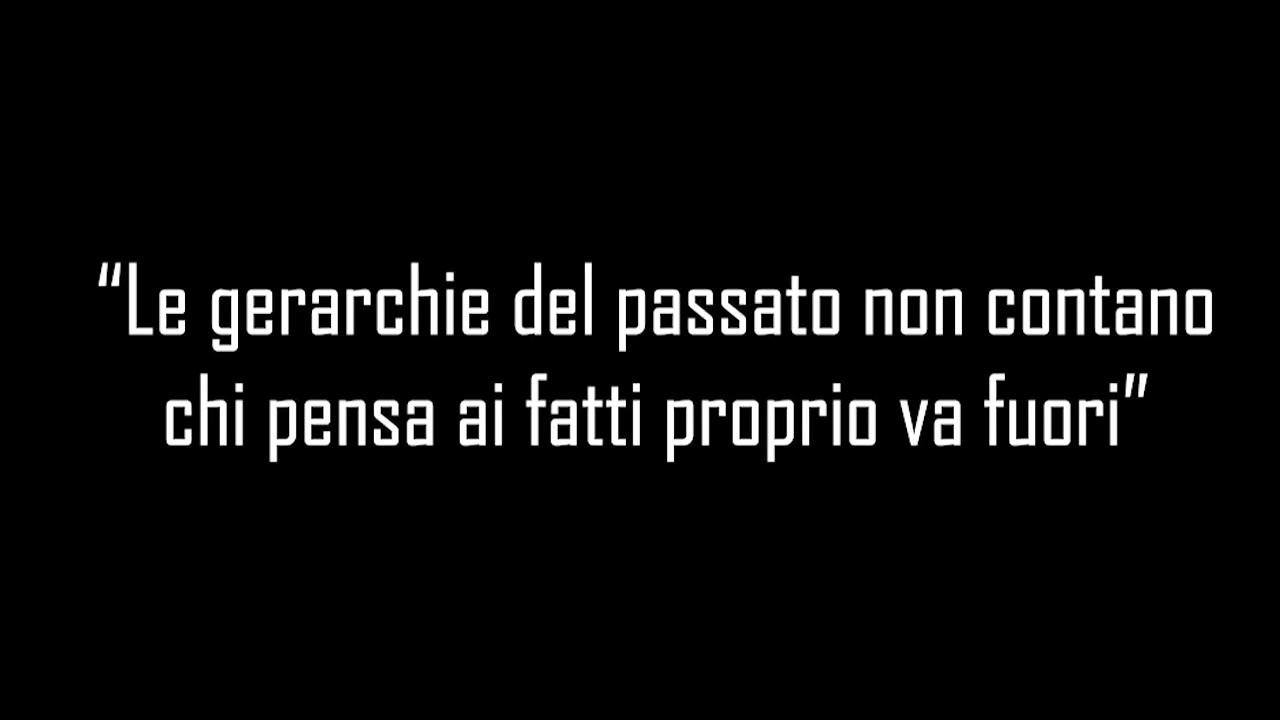 “Le gerarchie del passato non contano
chi pensa ai fatti proprio va fuori”